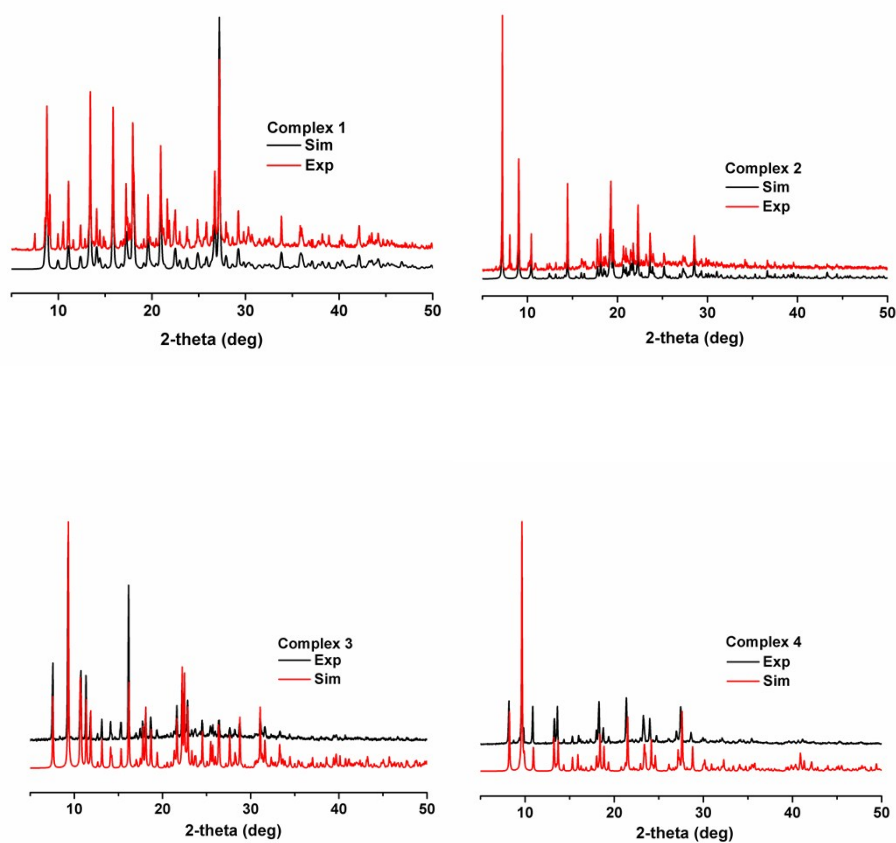 Complex 1
Sim
Exp
10 20 30 40 50
2-theta (deg)
Complex 2
Sim
Exp
10 20 30 40 50
2-theta (deg)
Complex 3
Exp
Sim
10 20 30 40 50
2-theta (deg)
Complex 4
Exp
Sim
10 20 30 40 50
2-theta (deg)